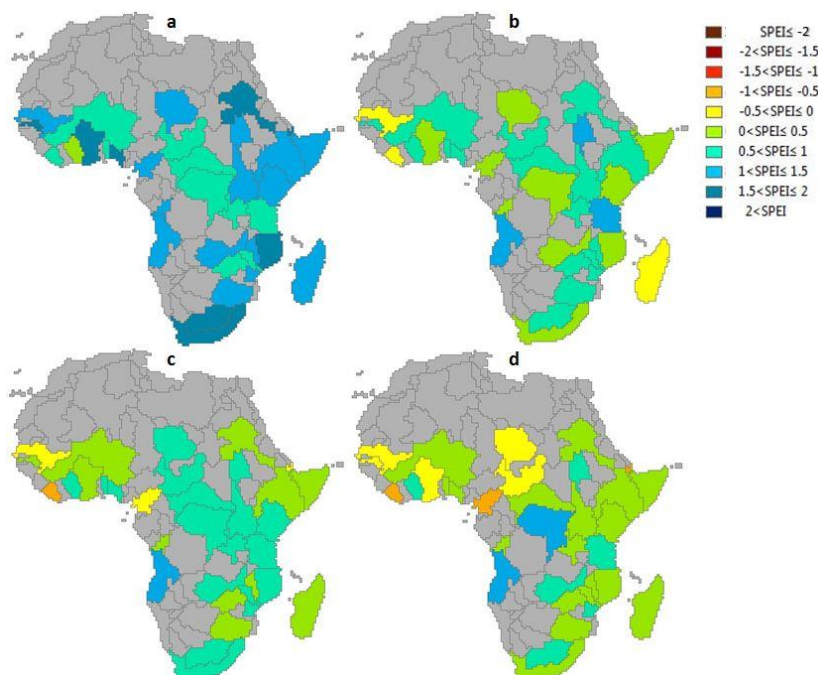 a
b
SPEI≤ -2
-2<SPEI≤ -1.5
-1.5<SPEI≤ -1
-1<SPEI≤ -0.5
-0.5<SPEI≤ 0
0<SPEI≤ 0.5
0.5<SPEI≤ 1
1<SPEI≤ 1.5
1.5<SPEI≤ 2
2<SPEI
c
d